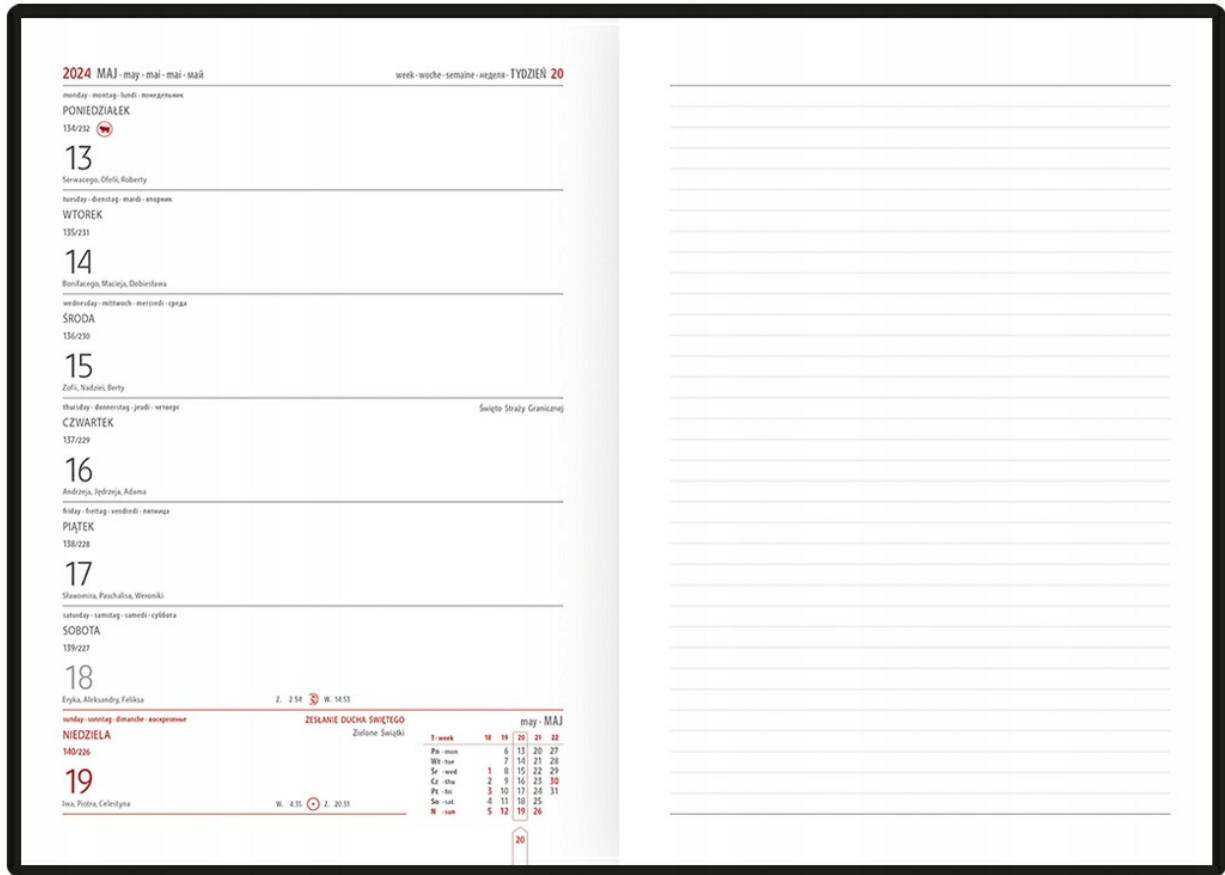 2024 MAJ - may - mai - mai - май
week - woche - semaine - неделя - TYDZIEŃ 20
monday - montag - lundi - понедельник
PONIEDZIAŁEK
134/232
13
Serwacego, Ofelii, Roberty
tuesday - dienstag - mardi - вторник
WTOREK
135/231
14
Bonifacego, Macieja, Dobiesława
wednesday - mittwoch - mercredi - среда
ŚRODA
136/230
15
Zofii, Nadziei, Berty
thursday - donnerstag - jeudi - четверг
Święto Straży Granicznej
CZWARTEK
137/229
16
Andrzeja, Jędrzeja, Adama
friday - freitag - vendredi - пятница
PIĄTEK
138/228
17
Sławomira, Paschalisa, Weroniki
saturday - samstag - samedi - суббота
SOBOTA
139/227
18
Eryka, Aleksandry, Feliksa
Z. 2:54 W. 14:53
sunday - sonntag - dimanche - воскресенье
ZESŁANIE DUCHA ŚWIĘTEGO
NIEDZIELA
Zielone Świątki
140/226
19
Iwa, Piotra, Celestyna
W. 4:35 Z. 20:31
may - MAJ
T - week 18 19 20 21 22
Pn - mon 6 13 20 27
Wt - tue 7 14 21 28
Śr - wed 1 8 15 22 29
Cz - thu 2 9 16 23 30
Pt - fri 3 10 17 24 31
So - sat 4 11 18 25
N - sun 5 12 19 26
20